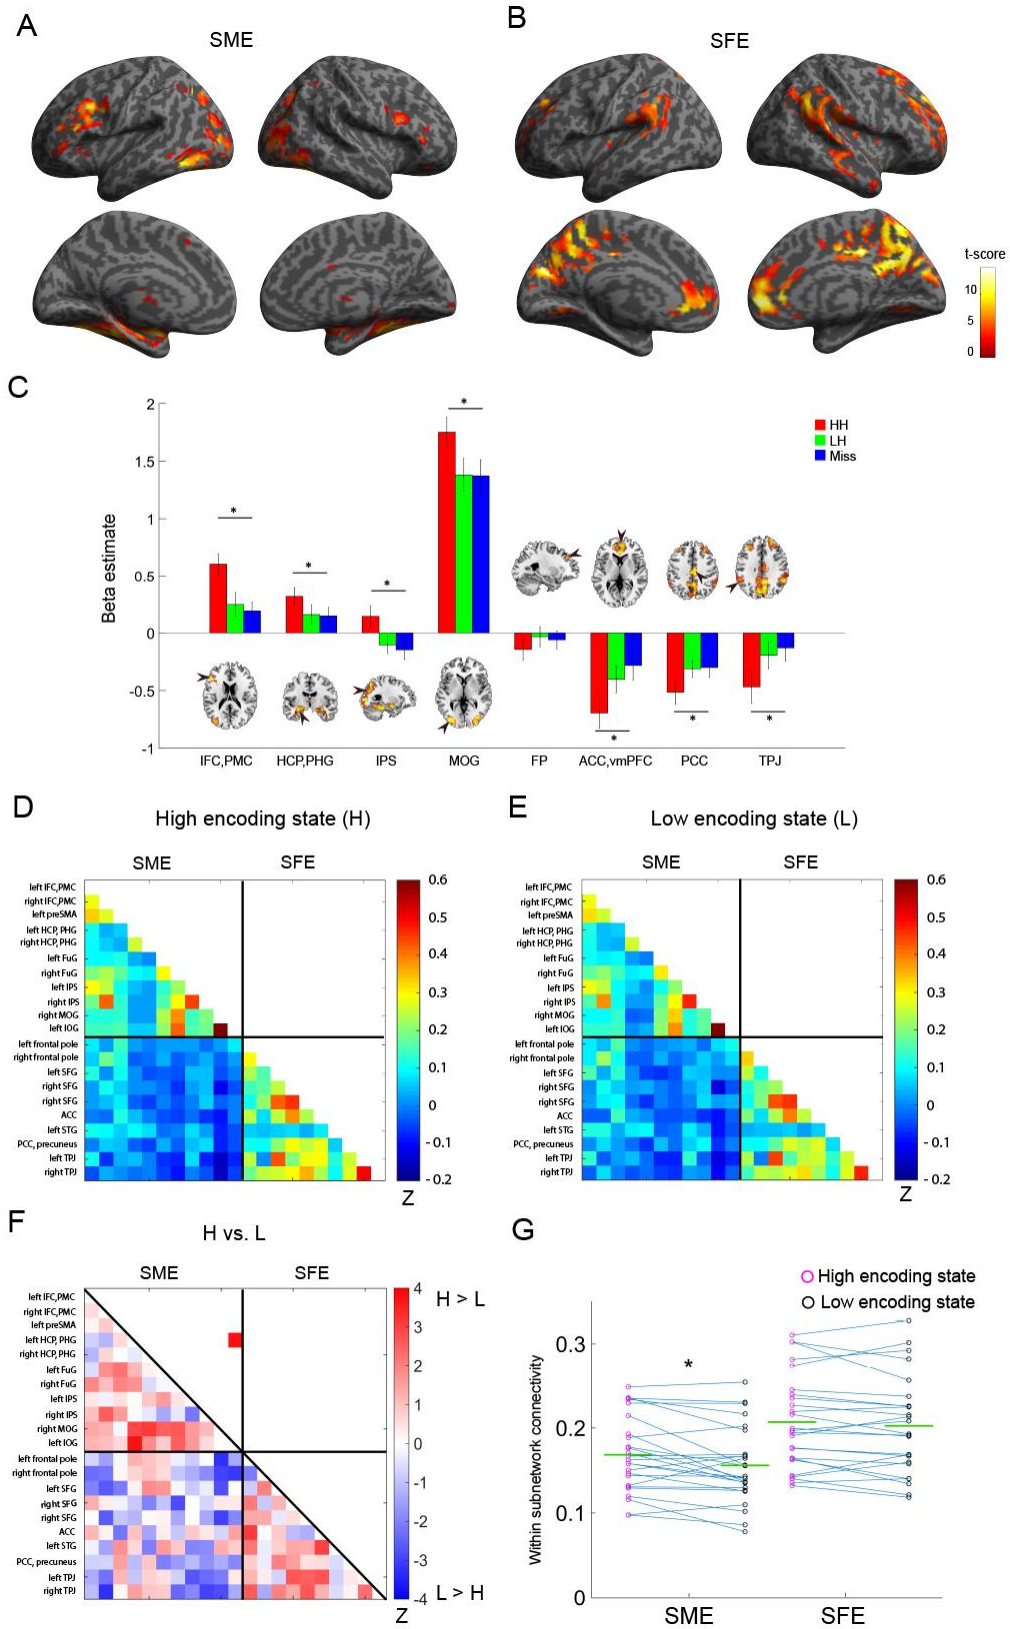 A
SME
B
SFE
t-score
10
5
0
C
2
1.5
1
0.5
0
-0.5
-1
Beta estimate
*
*
*
*
*
*
*
HH
LH
Miss
IFC,PMC
HCP,PHG
IPS
MOG
FP
ACC,vmPFC
PCC
TPJ
D
High encoding state (H)
SME
SFE
left IFC,PMC
right IFC,PMC
left preSMA
left HCP, PHG
right HCP, PHG
left FuG
right FuG
left IPS
right IPS
right MOG
left IOG
left frontal pole
right frontal pole
left SFG
right SFG
right SFG
ACC
left STG
PCC, precuneus
left TPJ
right TPJ
0.6
0.5
0.4
0.3
0.2
0.1
0
- 0.1
- 0.2
Z
E
Low encoding state (L)
SME
SFE
left IFC,PMC
right IFC,PMC
left preSMA
left HCP, PHG
right HCP, PHG
left FuG
right FuG
left IPS
right IPS
right MOG
left IOG
left frontal pole
right frontal pole
left SFG
right SFG
right SFG
ACC
left STG
PCC, precuneus
left TPJ
right TPJ
0.6
0.5
0.4
0.3
0.2
0.1
0
- 0.1
- 0.2
Z
F
H vs. L
SME
SFE
left IFC,PMC
right IFC,PMC
left preSMA
left HCP, PHG
right HCP, PHG
left FuG
right FuG
left IPS
right IPS
right MOG
left IOG
left frontal pole
right frontal pole
left SFG
right SFG
right SFG
ACC
left STG
PCC, precuneus
left TPJ
right TPJ
4
3
2
1
0
-1
-2
-3
-4
H > L
L > H
Z
G
High encoding state
Low encoding state
Within subnetwork connectivity
0.3
0.2
0.1
0
*
SME
SFE